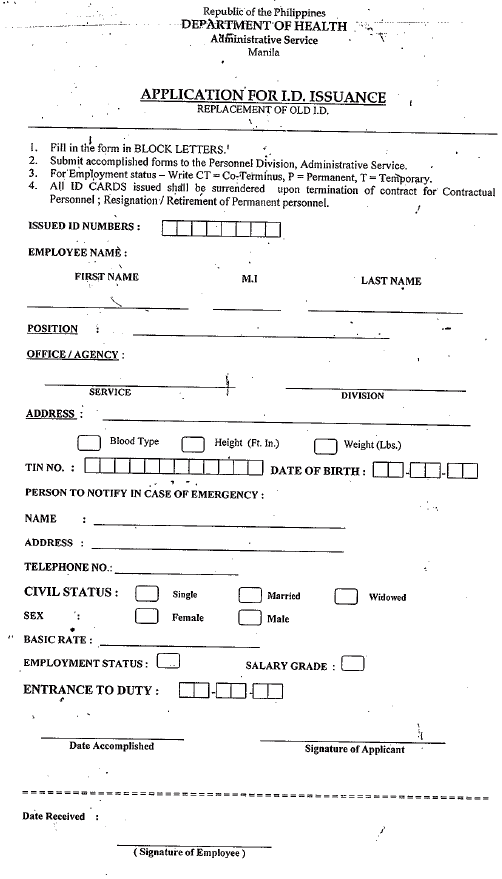 Republic of the Philippines
DEPARTMENT OF HEALTH
Administrative Service
Manila
APPLICATION FOR I.D. ISSUANCE
REPLACEMENT OF OLD I.D.
1. Fill in the form in BLOCK LETTERS.
2. Submit accomplished forms to the Personnel Division, Administrative Service.
3. For Employment status – Write CT = Co-Terminus, P = Permanent, T = Temporary.
4. All ID CARDS issued shall be surrendered upon termination of contract for Contractual
Personnel ; Resignation / Retirement of Permanent personnel.
ISSUED ID NUMBERS :
EMPLOYEE NAME :
FIRST NAME M.I LAST NAME
POSITION :
OFFICE / AGENCY :
SERVICE DIVISION
ADDRESS :
Blood Type Height (Ft. In.) Weight (Lbs.)
TIN NO. : DATE OF BIRTH : - -
PERSON TO NOTIFY IN CASE OF EMERGENCY :
NAME :
ADDRESS :
TELEPHONE NO.:
CIVIL STATUS : Single Married Widowed
SEX : Female Male
BASIC RATE :
EMPLOYMENT STATUS : SALARY GRADE :
ENTRANCE TO DUTY : - -
Date Accomplished Signature of Applicant
Date Received :
( Signature of Employee )